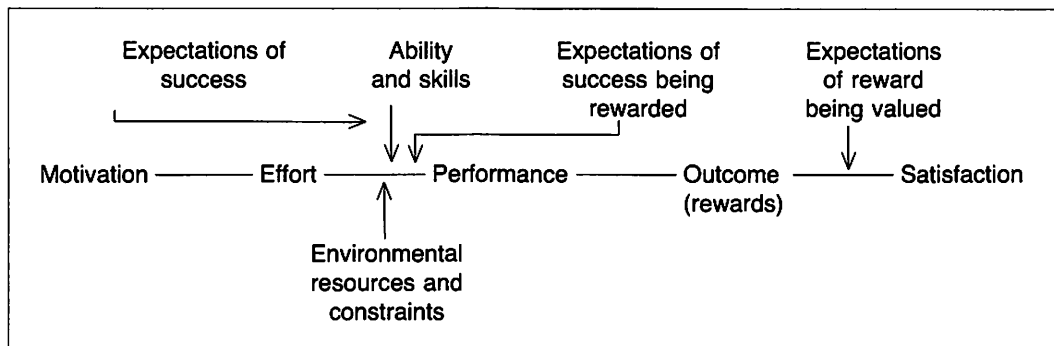 Expectations of
success
Ability
and skills
Expectations of
success being
rewarded
Expectations
of reward
being valued
Motivation
Effort
Performance
Outcome
(rewards)
Satisfaction
Environmental
resources and
constraints